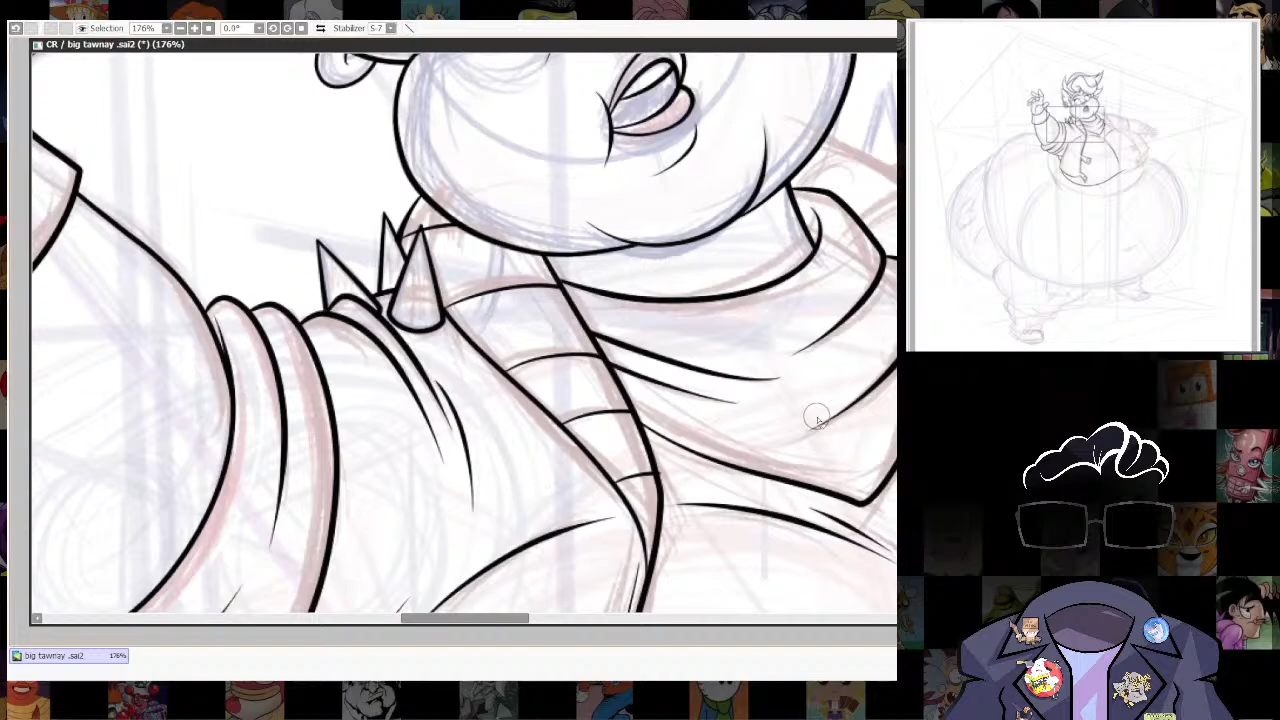 Selection 176% 0.0° Stabilizer S-7
CR / big tawnay .sai2 (*) (176%)
big tawnay .sai2 176%